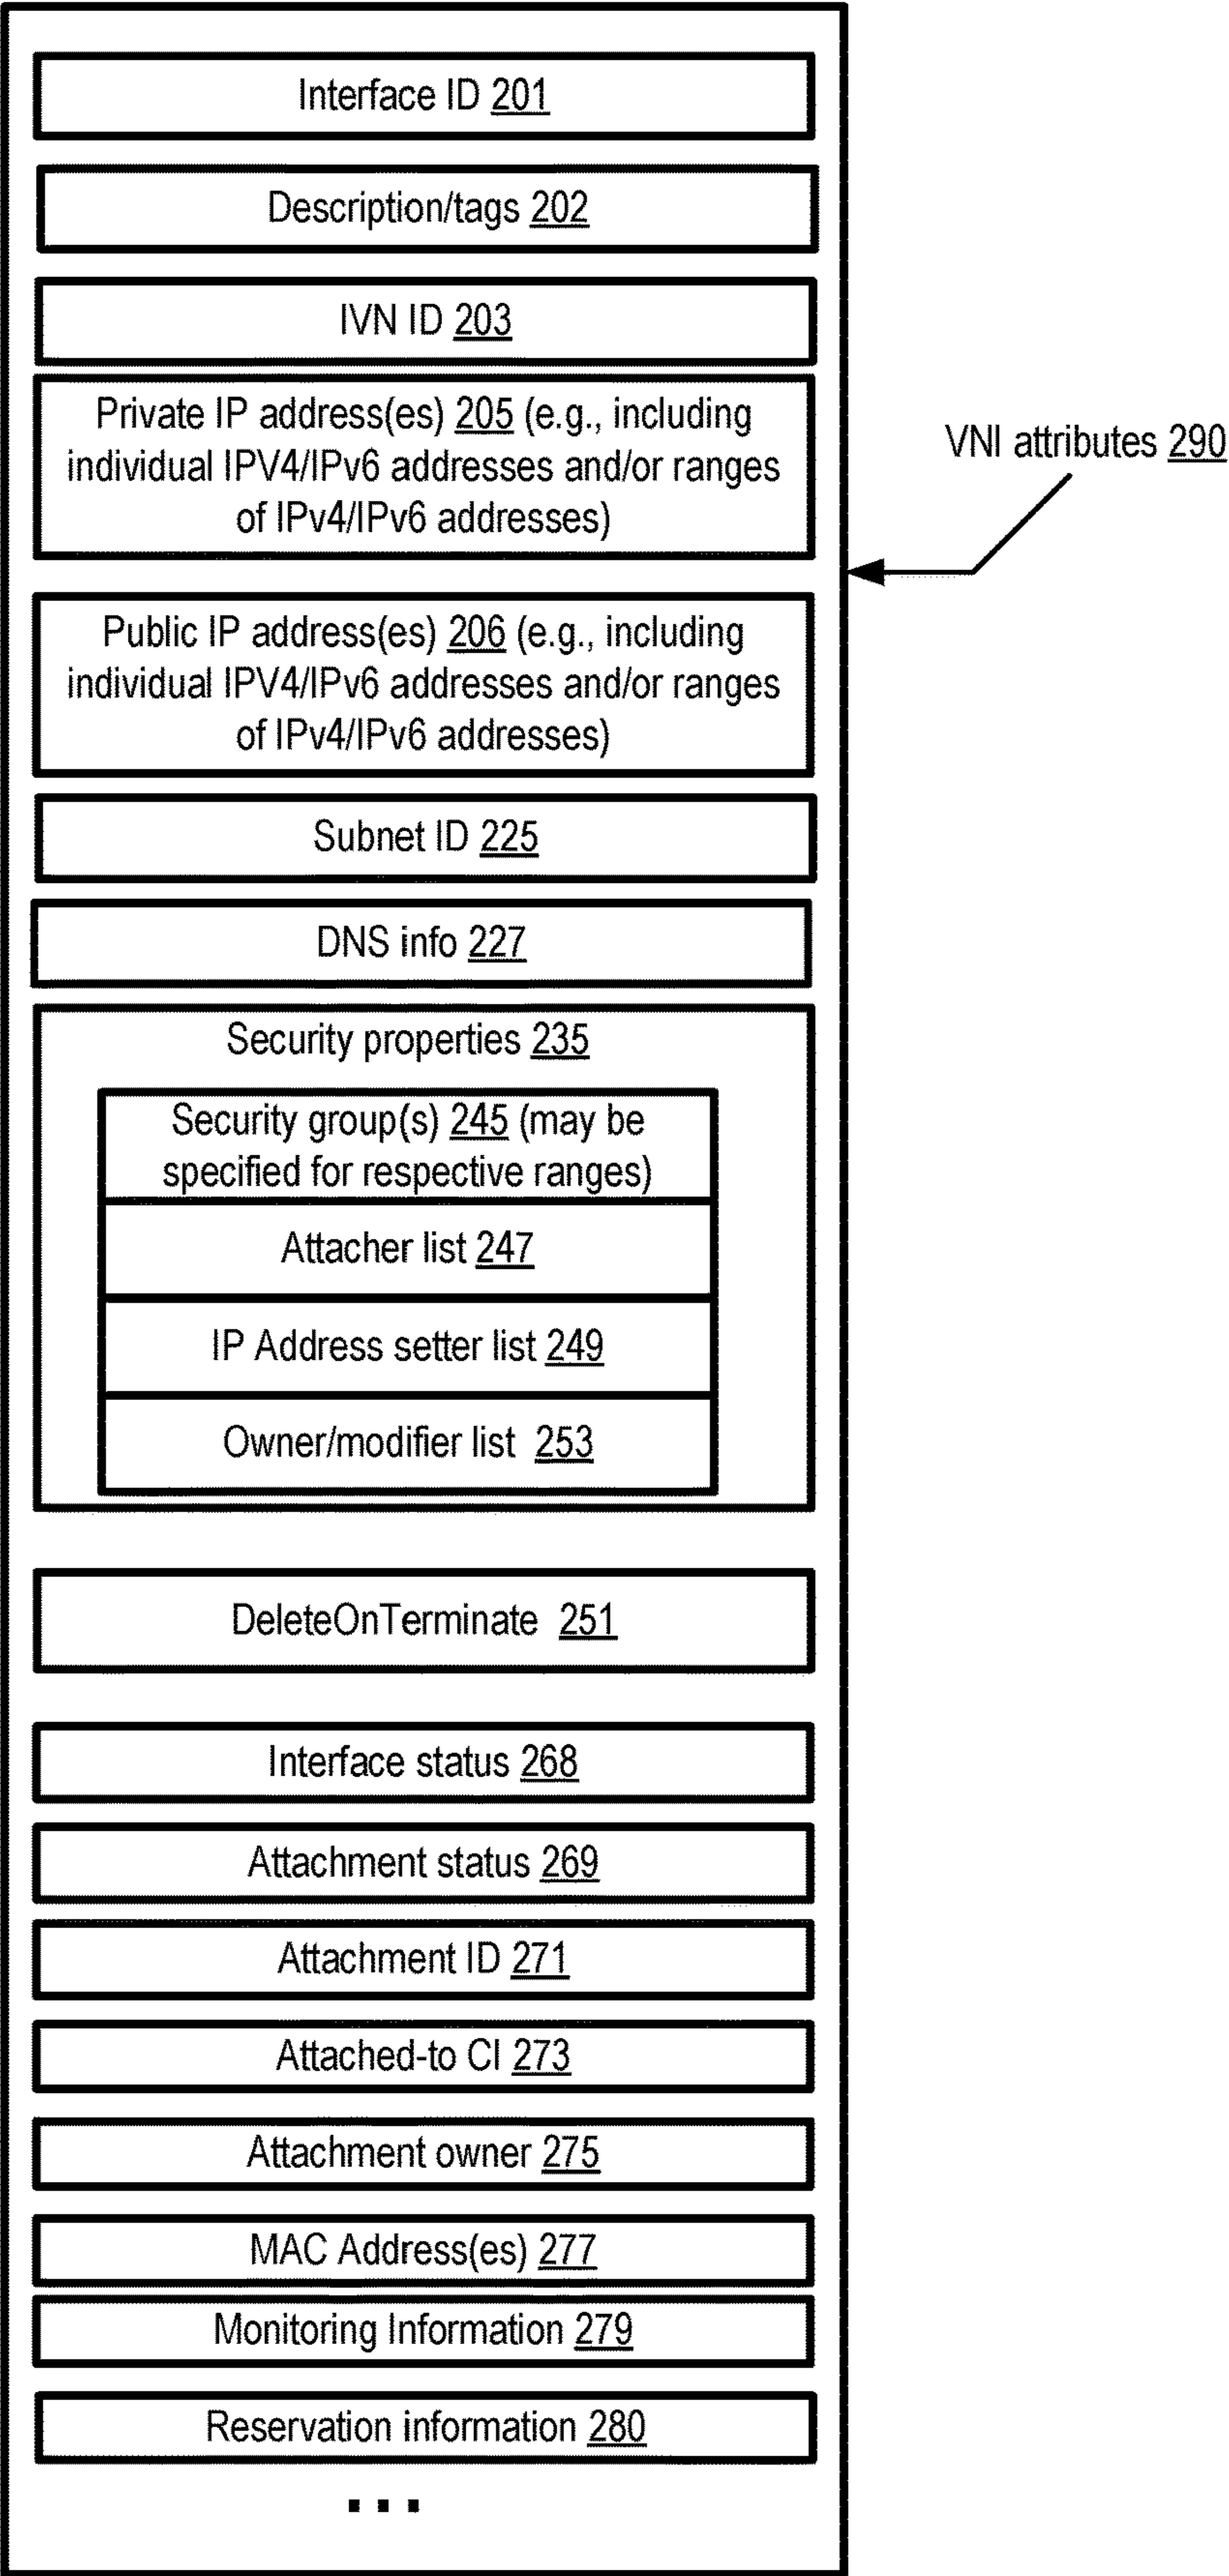 Interface ID 201
Description/tags 202
IVN ID 203
Private IP address(es) 205 (e.g., including
individual IPV4/IPv6 addresses and/or ranges
of IPv4/IPv6 addresses)
VNI attributes 290
Public IP address(es) 206 (e.g., including
individual IPV4/IPv6 addresses and/or ranges
of IPv4/IPv6 addresses)
Subnet ID 225
DNS info 227
Security properties 235
Security group(s) 245 (may be
specified for respective ranges)
Attacher list 247
IP Address setter list 249
Owner/modifier list 253
DeleteOnTerminate 251
Interface status 268
Attachment status 269
Attachment ID 271
Attached-to CI 273
Attachment owner 275
MAC Address(es) 277
Monitoring Information 279
Reservation information 280
...